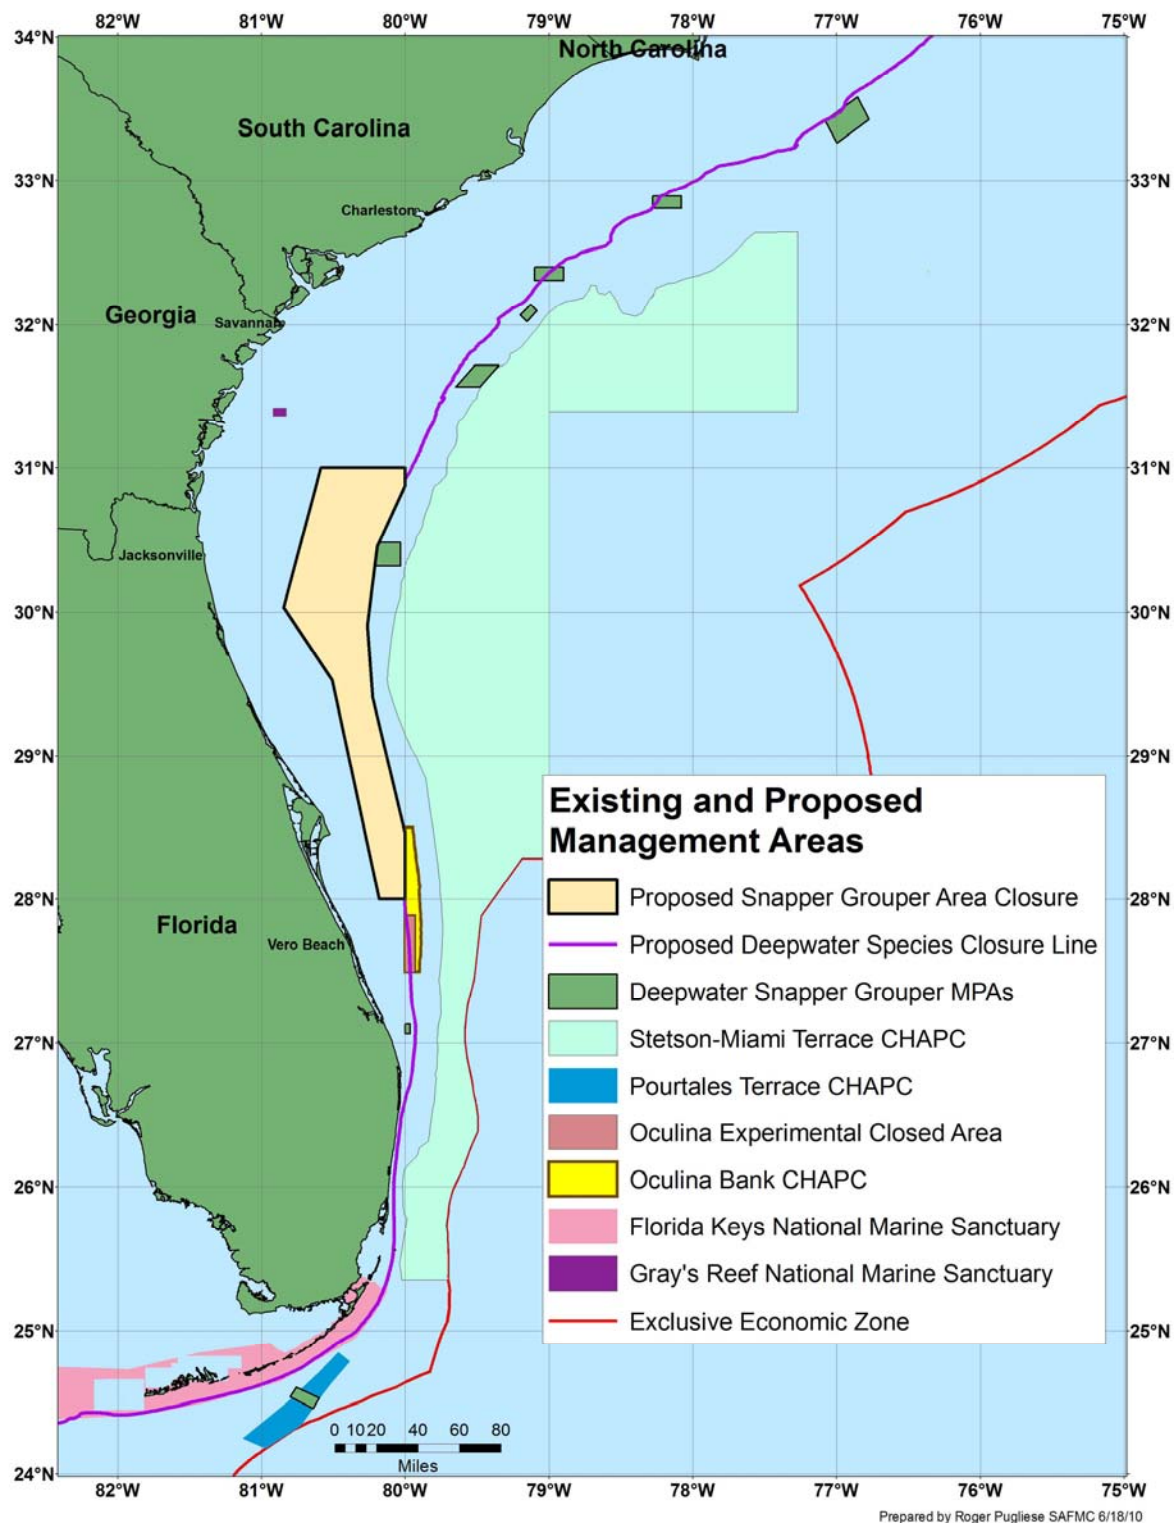 82°W 81°W 80°W 79°W 78°W 77°W 76°W 75°W
34°N 34°N
North Carolina
South Carolina
33°N 33°N
Charleston
Georgia
Savannah
32°N 32°N
31°N 31°N
Jacksonville
30°N 30°N
29°N 29°N
Existing and Proposed
Management Areas
Proposed Snapper Grouper Area Closure
28°N 28°N
Florida
Vero Beach
Proposed Deepwater Species Closure Line
Deepwater Snapper Grouper MPAs
27°N 27°N
Stetson-Miami Terrace CHAPC
Pourtales Terrace CHAPC
Oculina Experimental Closed Area
26°N 26°N
Oculina Bank CHAPC
Florida Keys National Marine Sanctuary
Gray's Reef National Marine Sanctuary
Exclusive Economic Zone
25°N 25°N
0 10 20 40 60 80
Miles
24°N 24°N
82°W 81°W 80°W 79°W 78°W 77°W 76°W 75°W
Prepared by Roger Pugliese SAFMC 6/18/10